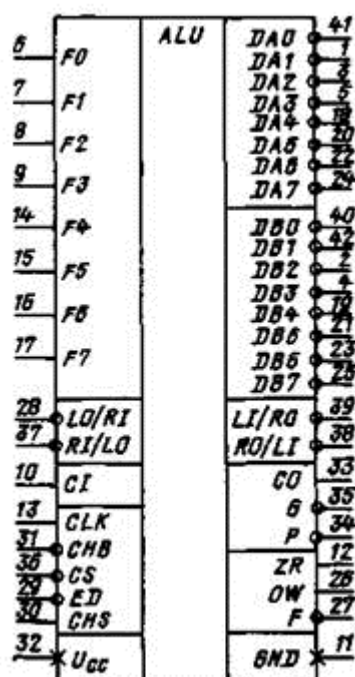 6 F0
7 F1
8 F2
9 F3
14 F4
15 F5
16 F6
17 F7
28 LO/RI
37 RI/LO
10 CI
13 CLK
31 CHB
36 CS
29 ED
30 CHS
32 Ucc
ALU
DA0 41
DA1 1
DA2
DA3 5
DA4
DA5 20
DA6 22
DA7 24
DB0 40
DB1 42
DB2 2
DB3 4
DB4 19
DB5 21
DB6 23
DB7 25
LI/RO 39
RO/LI 38
CO 33
G 35
P 34
ZR 12
OW 26
F 27
GND 11